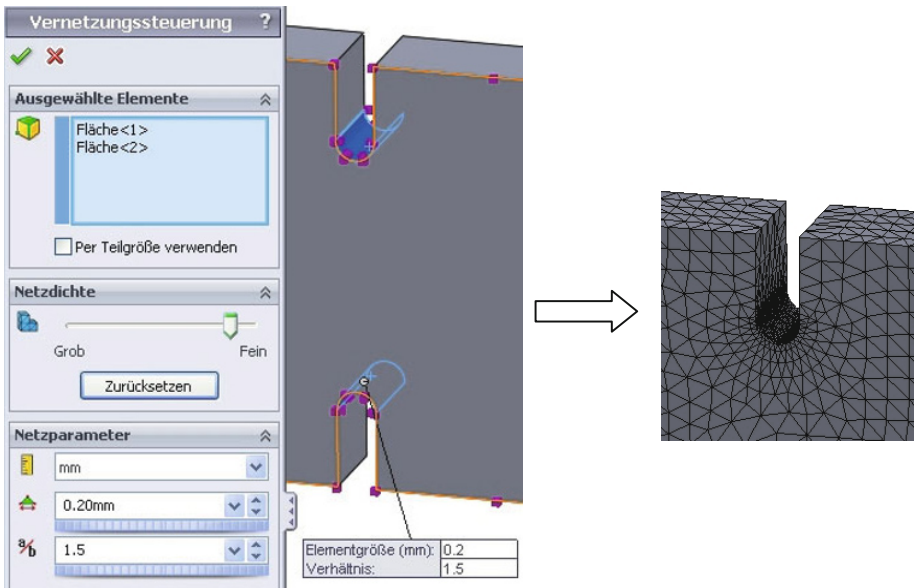 Vernetzungssteuerung ?
Ausgewählte Elemente
Fläche<1>
Fläche<2>
Per Teilgröße verwenden
Netzdichte
Grob Fein
Zurücksetzen
Netzparameter
mm
0.20mm
a/b 1.5
Elementgröße (mm): 0.2
Verhältnis: 1.5